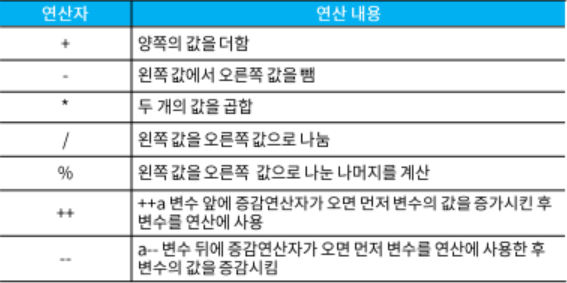 연산자 연산 내용
+ 양쪽의 값을 더함
- 왼쪽 값에서 오른쪽 값을 뺌
* 두 개의 값을 곱합
/ 왼쪽 값을 오른쪽 값으로 나눔
% 왼쪽 값을 오른쪽 값으로 나눈 나머지를 계산
++ ++a 변수 앞에 증감연산자가 오면 먼저 변수의 값을 증가시킨 후
변수를 연산에 사용
-- a-- 변수 뒤에 증감연산자가 오면 먼저 변수를 연산에 사용한 후
변수의 값을 증감시킴